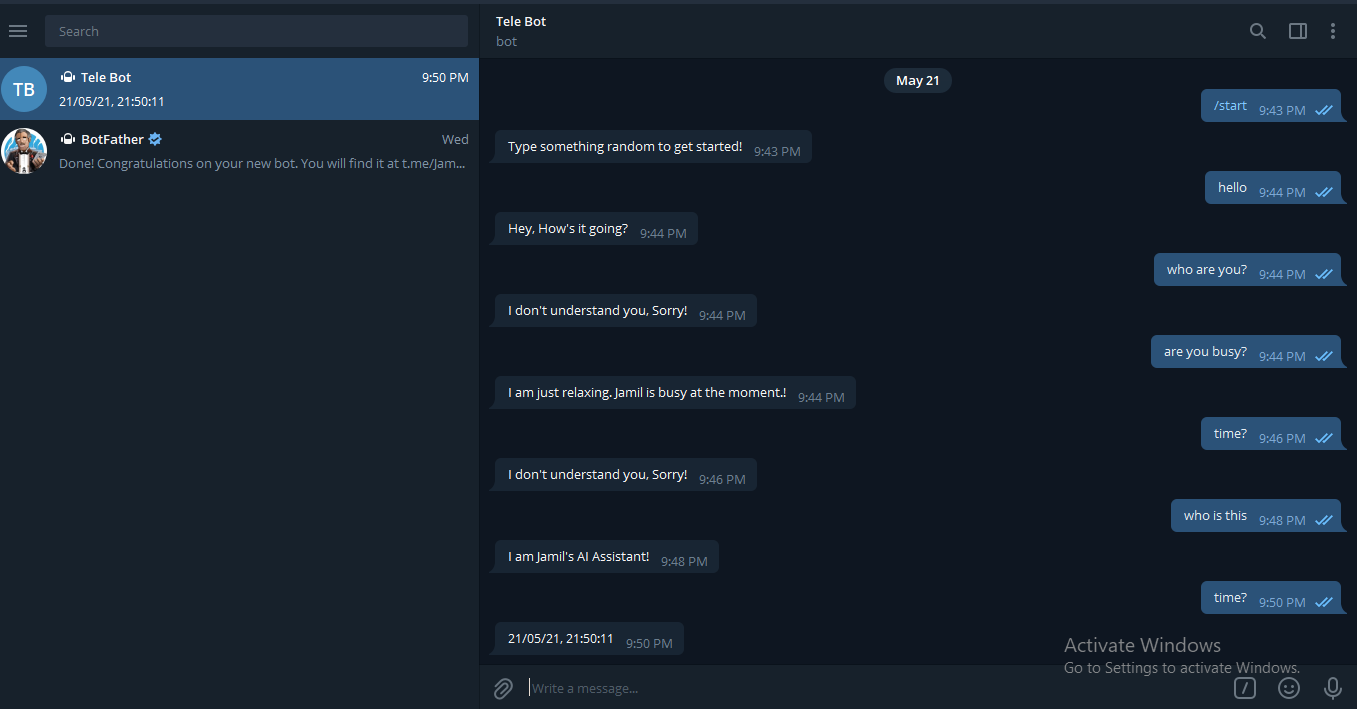 Search
TB
Tele Bot
9:50 PM
21/05/21, 21:50:11
BotFather
Wed
Done! Congratulations on your new bot. You will find it at t.me/Jam...
Tele Bot
bot
May 21
/start 9:43 PM
Type something random to get started! 9:43 PM
hello 9:44 PM
Hey, How's it going? 9:44 PM
who are you? 9:44 PM
I don't understand you, Sorry! 9:44 PM
are you busy? 9:44 PM
I am just relaxing. Jamil is busy at the moment.! 9:44 PM
time? 9:46 PM
I don't understand you, Sorry! 9:46 PM
who is this 9:48 PM
I am Jamil's AI Assistant! 9:48 PM
time? 9:50 PM
21/05/21, 21:50:11 9:50 PM
Activate Windows
Go to Settings to activate Windows.
Write a message...